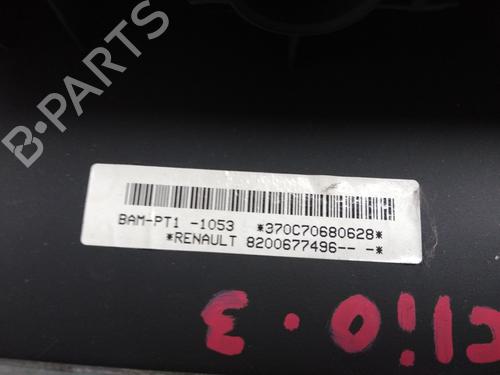 B-PARTS
BAM-PT1 -1053 *370C70680628*
*RENAULT 8200677496-- -*
clio·3